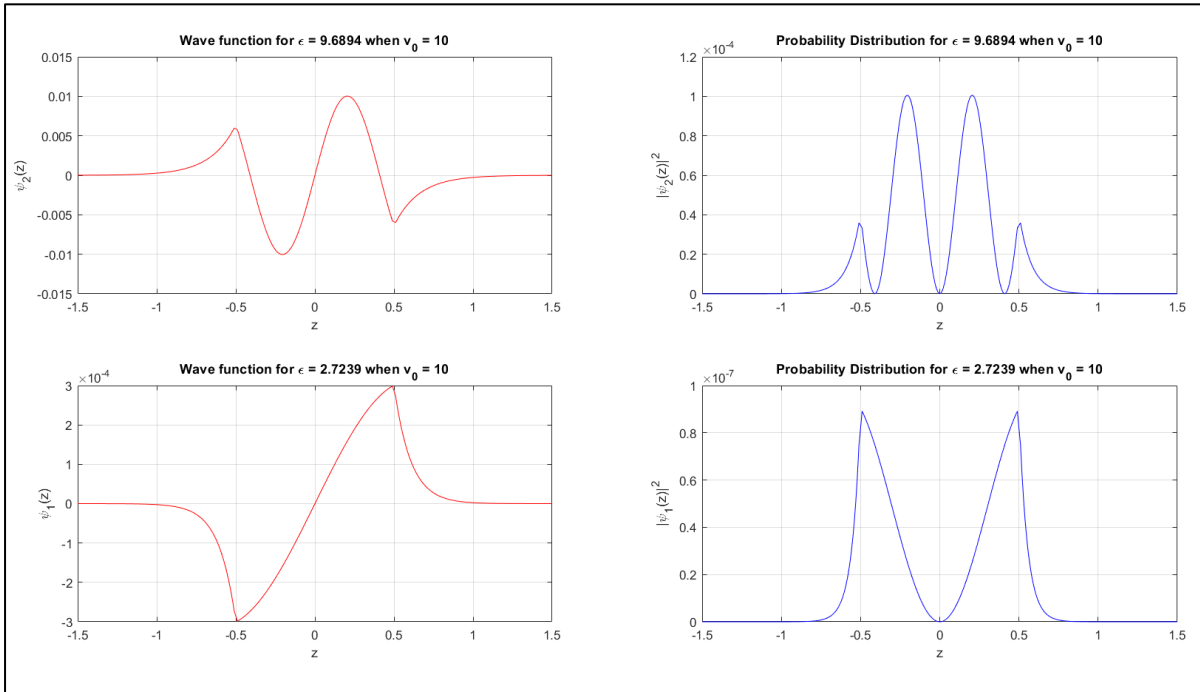 Wave function for ϵ = 9.6894 when v₀ = 10
0.015
0.01
0.005
0
-0.005
-0.01
-0.015
ψ₂(z)
-1.5 -1 -0.5 0 0.5 1 1.5
z
Probability Distribution for ϵ = 9.6894 when v₀ = 10
×10⁻⁴
1.2
1
0.8
0.6
0.4
0.2
0
|ψ₂(z)|²
-1.5 -1 -0.5 0 0.5 1 1.5
z
Wave function for ϵ = 2.7239 when v₀ = 10
×10⁻⁴
3
2
1
0
-1
-2
-3
ψ₁(z)
-1.5 -1 -0.5 0 0.5 1 1.5
z
Probability Distribution for ϵ = 2.7239 when v₀ = 10
×10⁻⁷
1
0.8
0.6
0.4
0.2
0
|ψ₁(z)|²
-1.5 -1 -0.5 0 0.5 1 1.5
z